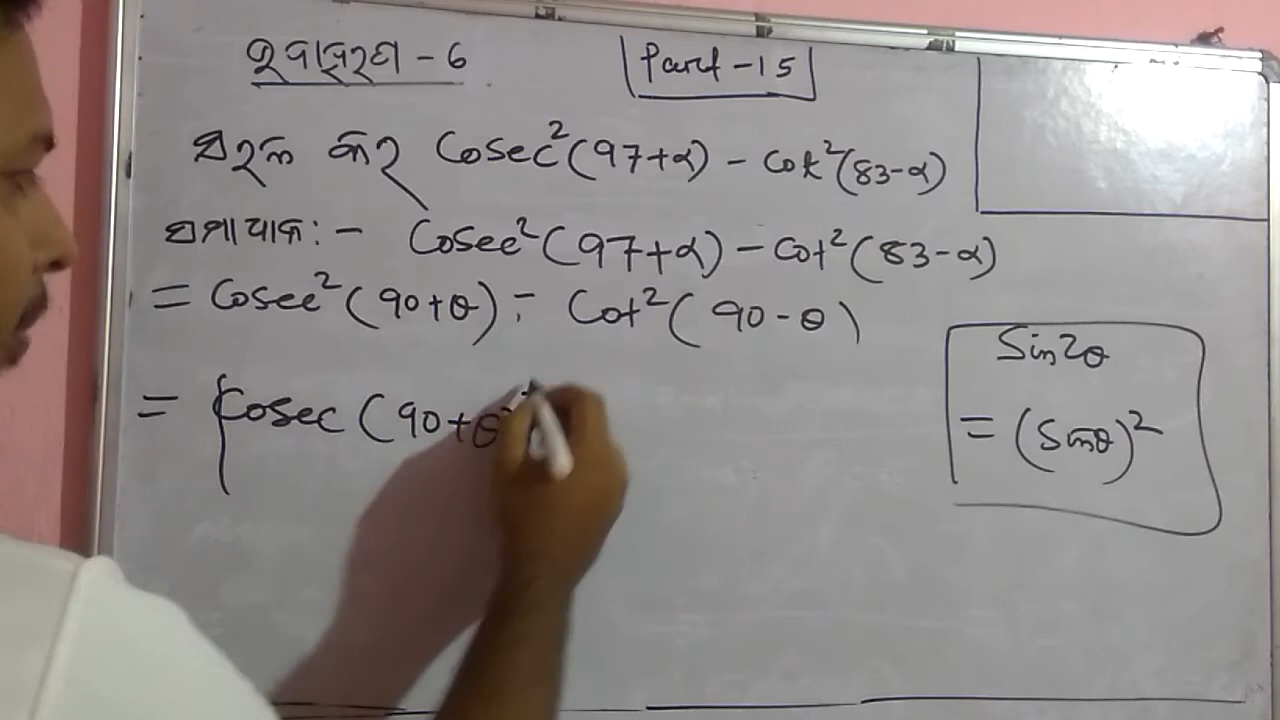 ଉଦାହରଣ - 6
Part - 15
ସରଳ କର Cosec²(97+α) - Cot²(83-α)
ସମାଧାନ :- Cosec²(97+α) - Cot²(83-α)
= Cosec²(90+θ) - Cot²(90-θ)
= {Cosec(90+θ)
Sin2θ
= (Sinθ)²